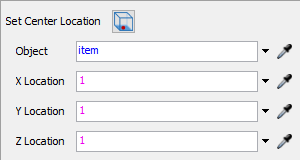 Set Center Location
Object item
X Location 1
Y Location 1
Z Location 1